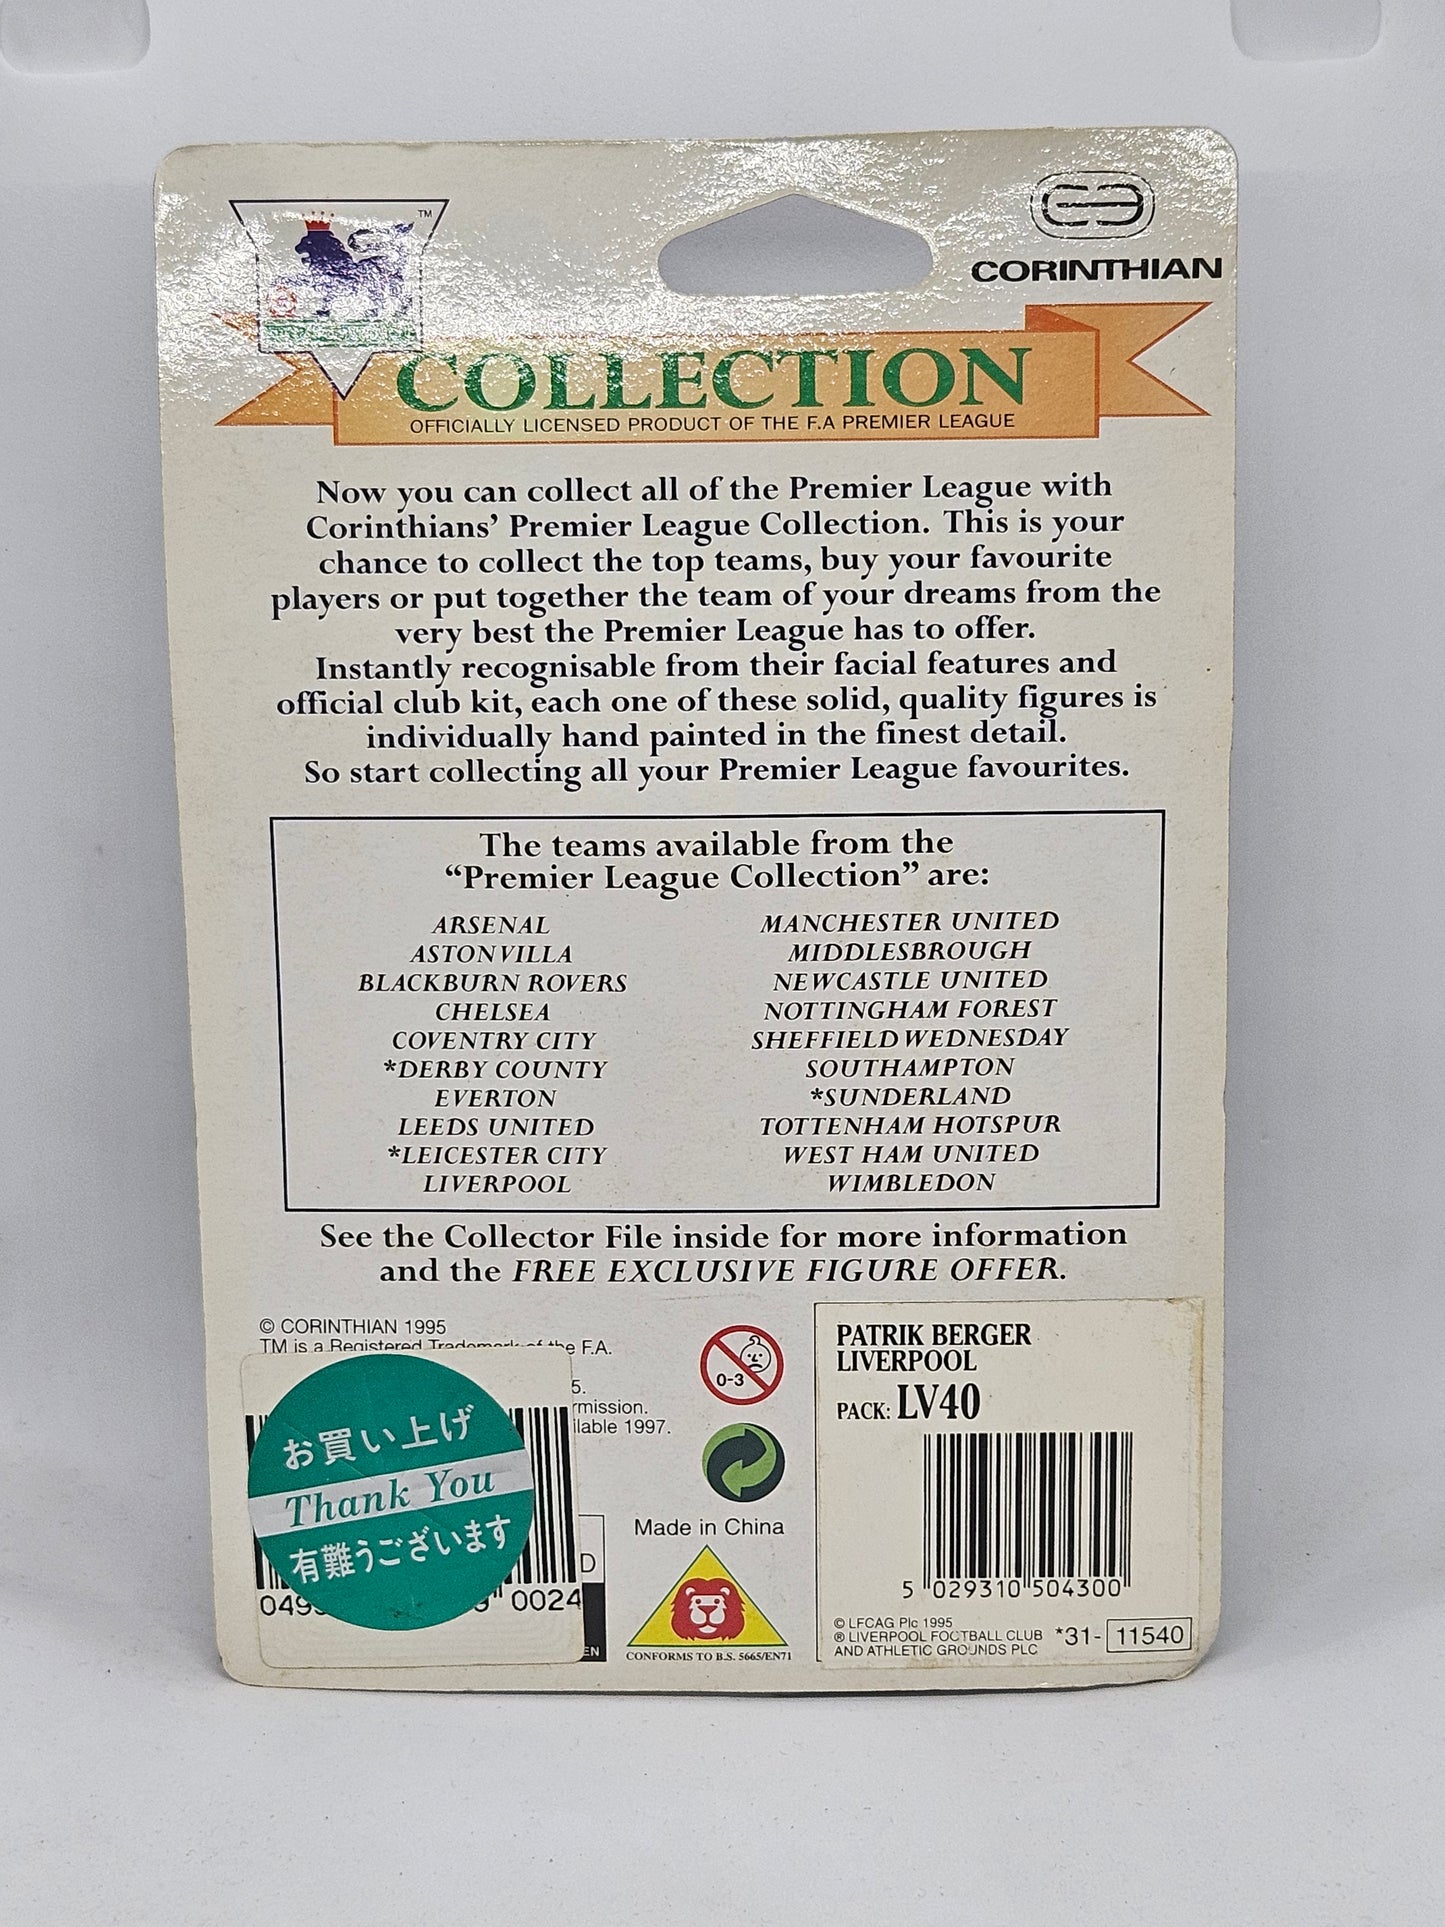 TM
CORINTHIAN
COLLECTION
OFFICIALLY LICENSED PRODUCT OF THE F.A PREMIER LEAGUE
Now you can collect all of the Premier League with
Corinthians’ Premier League Collection. This is your
chance to collect the top teams, buy your favourite
players or put together the team of your dreams from the
very best the Premier League has to offer.
Instantly recognisable from their facial features and
official club kit, each one of these solid, quality figures is
individually hand painted in the finest detail.
So start collecting all your Premier League favourites.
The teams available from the
“Premier League Collection” are:
ARSENAL
ASTON VILLA
BLACKBURN ROVERS
CHELSEA
COVENTRY CITY
*DERBY COUNTY
EVERTON
LEEDS UNITED
*LEICESTER CITY
LIVERPOOL
MANCHESTER UNITED
MIDDLESBROUGH
NEWCASTLE UNITED
NOTTINGHAM FOREST
SHEFFIELD WEDNESDAY
SOUTHAMPTON
*SUNDERLAND
TOTTENHAM HOTSPUR
WEST HAM UNITED
WIMBLEDON
See the Collector File inside for more information
and the FREE EXCLUSIVE FIGURE OFFER.
© CORINTHIAN 1995
TM is a Registered Trademark of the F.A.
5.
rmission.
ilable 1997.
お買い上げ
Thank You
有難うございます
0024
D
EN
0-3
Made in China
CONFORMS TO B.S. 5665/EN71
PATRIK BERGER
LIVERPOOL
PACK: LV40
5 029310 504300
© LFCAG Plc 1995
® LIVERPOOL FOOTBALL CLUB
AND ATHLETIC GROUNDS PLC
*31- 11540